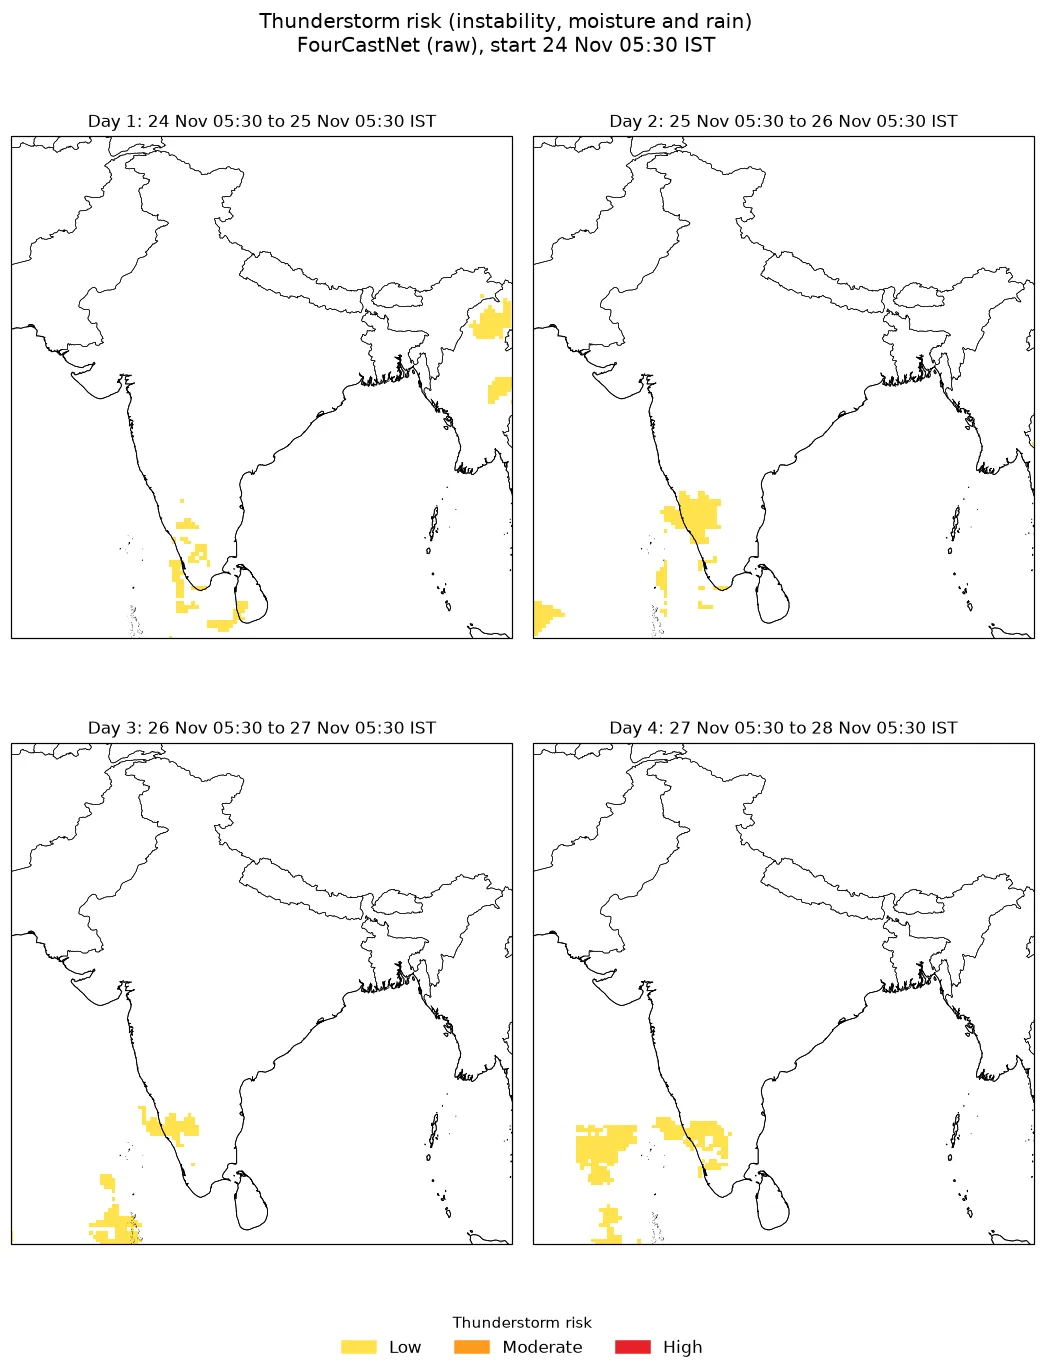 Thunderstorm risk (instability, moisture and rain)
FourCastNet (raw), start 24 Nov 05:30 IST
Day 1: 24 Nov 05:30 to 25 Nov 05:30 IST
Day 2: 25 Nov 05:30 to 26 Nov 05:30 IST
Day 3: 26 Nov 05:30 to 27 Nov 05:30 IST
Day 4: 27 Nov 05:30 to 28 Nov 05:30 IST
Thunderstorm risk
Low Moderate High